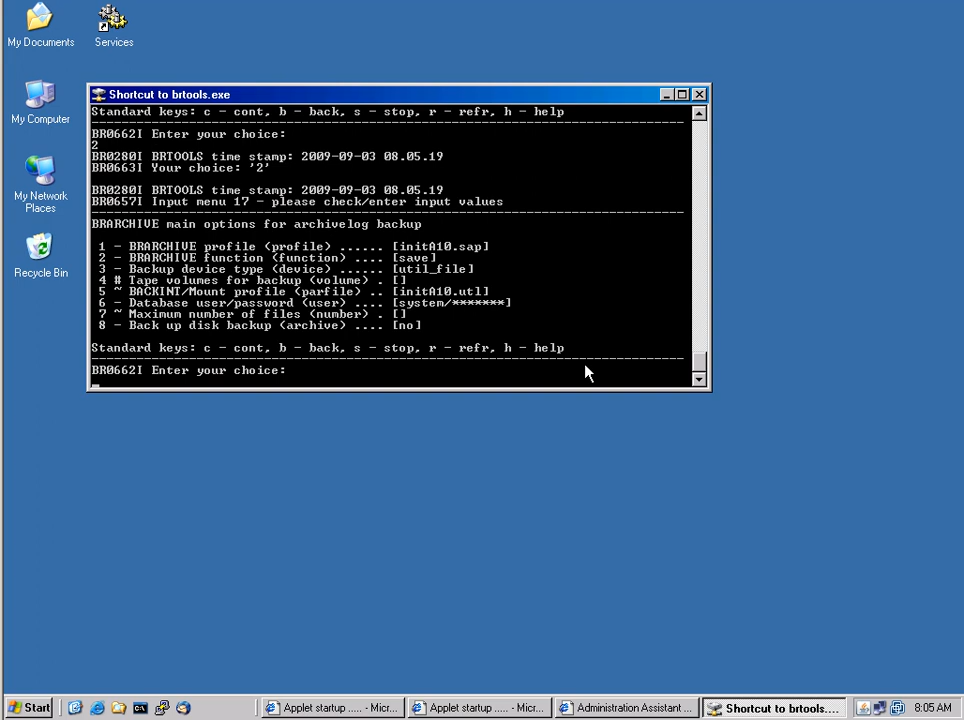 My Documents
Services
My Computer
My Network
Places
Recycle Bin
Shortcut to brtools.exe
Standard keys: c - cont, b - back, s - stop, r - refr, h - help
BR0662I Enter your choice:
2
BR0280I BRTOOLS time stamp: 2009-09-03 08.05.19
BR0663I Your choice: '2'
BR0280I BRTOOLS time stamp: 2009-09-03 08.05.19
BR0657I Input menu 17 - please check/enter input values
BRARCHIVE main options for archivelog backup
1 - BRARCHIVE profile (profile) ...... [initA10.sap]
2 - BRARCHIVE function (function) .... [save]
3 - Backup device type (device) ...... [util_file]
4 # Tape volumes for backup (volume) . []
5 ~ BACKINT/Mount profile (parfile) .. [initA10.utl]
6 - Database user/password (user) .... [system/*******]
7 ~ Maximum number of files (number) . []
8 - Back up disk backup (archive) .... [no]
Standard keys: c - cont, b - back, s - stop, r - refr, h - help
BR0662I Enter your choice:
Start
Applet startup ..... - Micr...
Applet startup ..... - Micr...
Administration Assistant ...
Shortcut to brtools....
8:05 AM